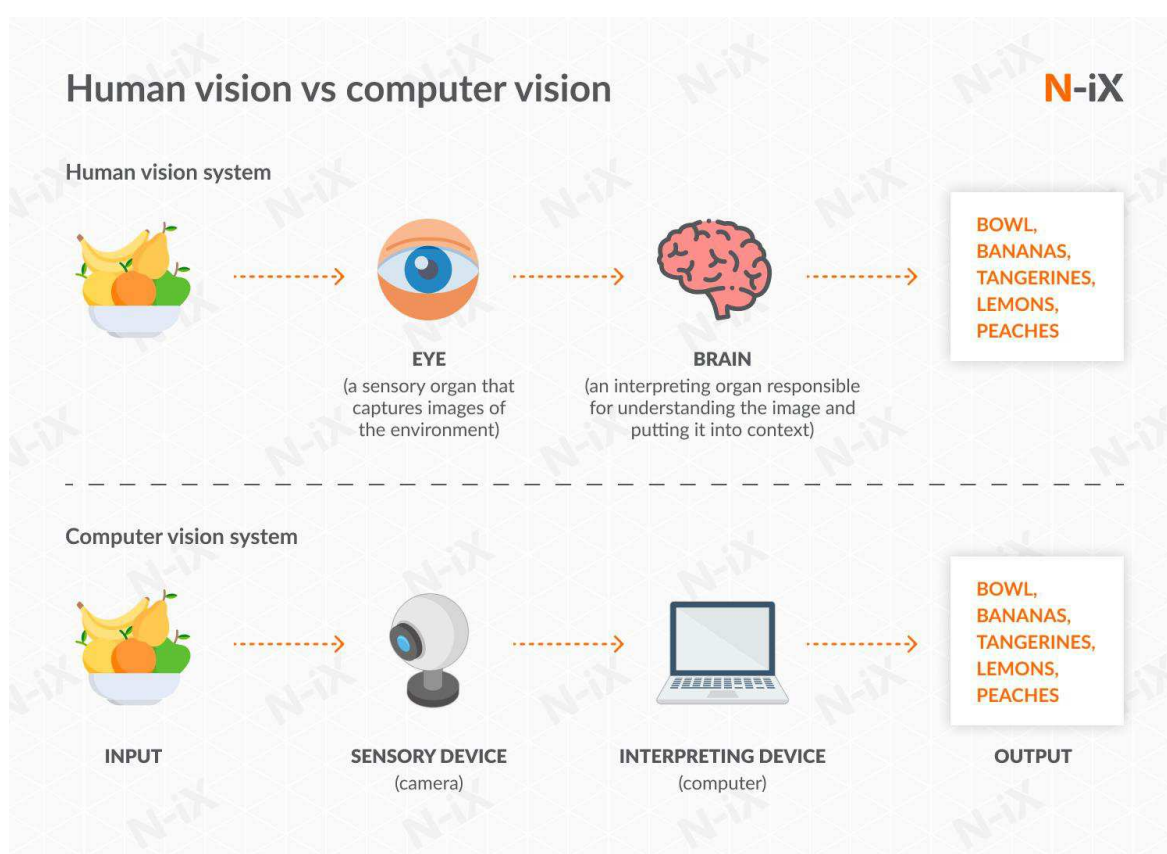 Human vision vs computer vision
N-iX
Human vision system
BOWL,
BANANAS,
TANGERINES,
LEMONS,
PEACHES
EYE
(a sensory organ that
captures images of
the environment)
BRAIN
(an interpreting organ responsible
for understanding the image and
putting it into context)
Computer vision system
BOWL,
BANANAS,
TANGERINES,
LEMONS,
PEACHES
INPUT
SENSORY DEVICE
(camera)
INTERPRETING DEVICE
(computer)
OUTPUT